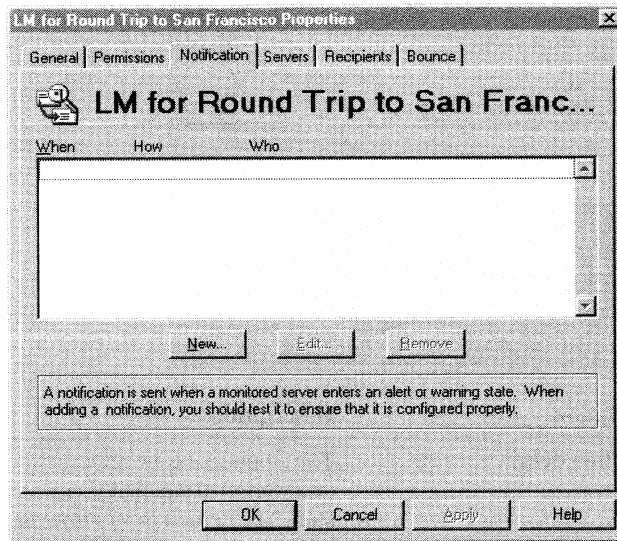 LM for Round Trip to San Francisco Properties
General Permissions Notification Servers Recipients Bounce
LM for Round Trip to San Franc...
When How Who
New... Edit... Remove
A notification is sent when a monitored server enters an alert or warning state. When
adding a notification, you should test it to ensure that it is configured properly.
OK Cancel Apply Help